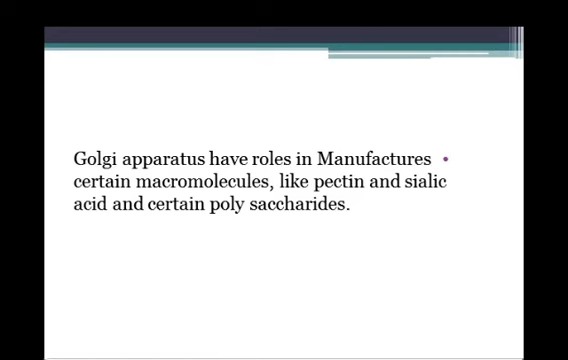 Golgi apparatus have roles in Manufactures •
certain macromolecules, like pectin and sialic
acid and certain poly saccharides.